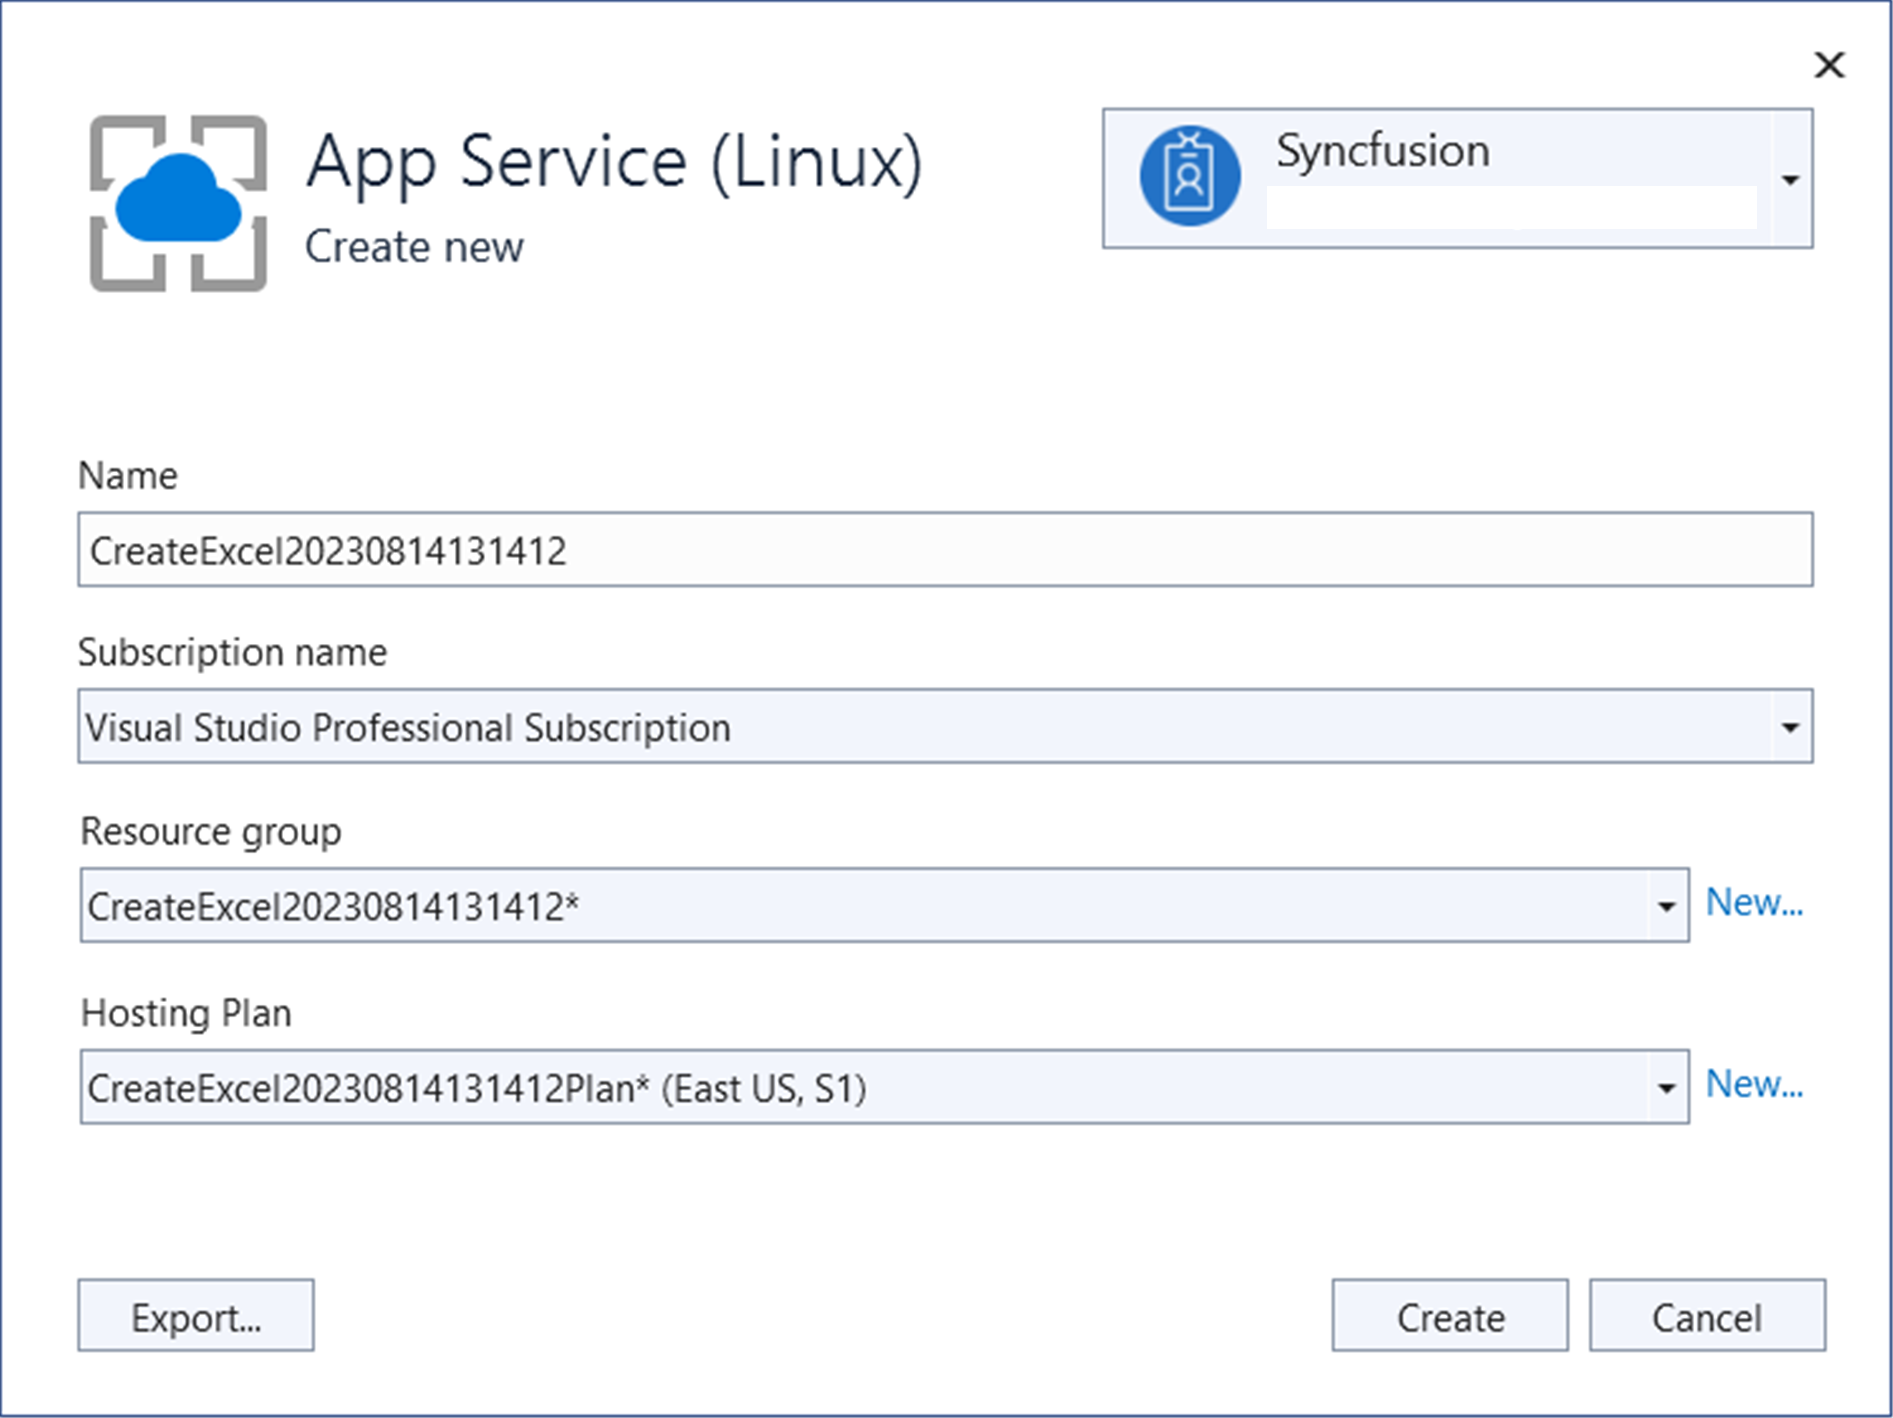 App Service (Linux)
Create new
Syncfusion
Name
CreateExcel20230814131412
Subscription name
Visual Studio Professional Subscription
Resource group
CreateExcel20230814131412*
New...
Hosting Plan
CreateExcel20230814131412Plan* (East US, S1)
New...
Export...
Create
Cancel